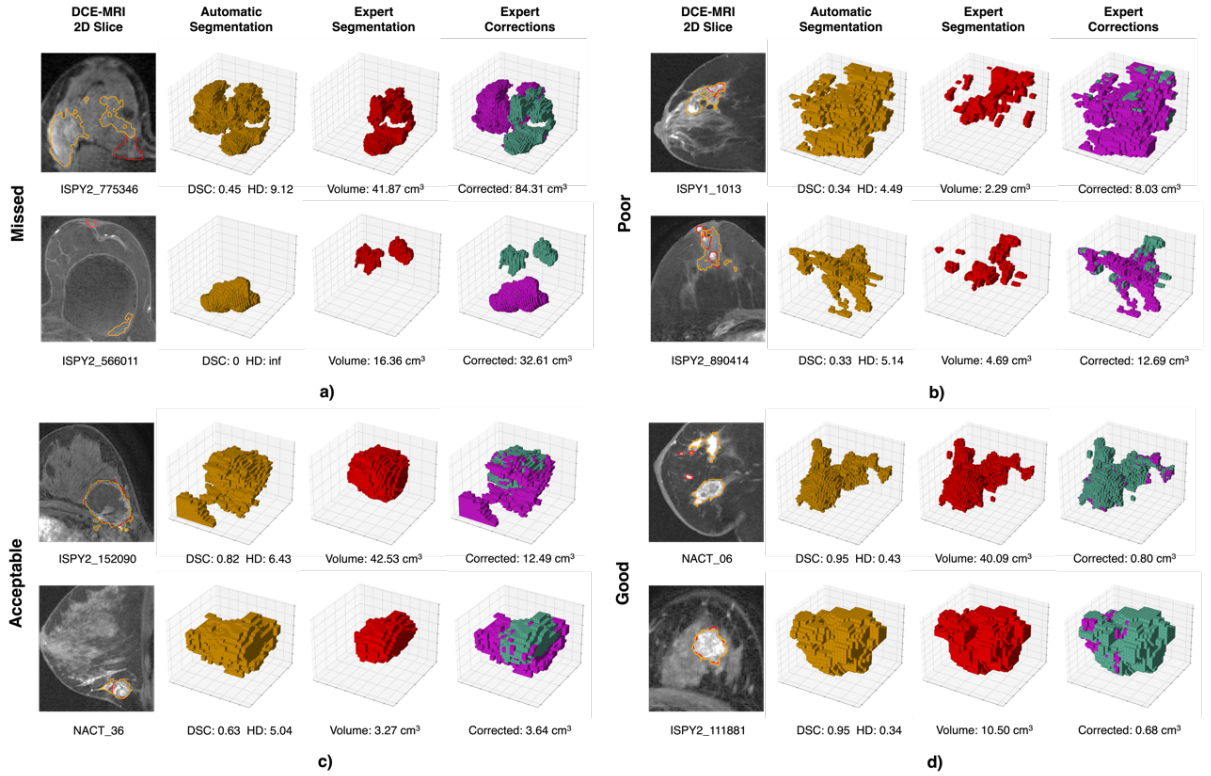 DCE-MRI 2D Slice
Automatic Segmentation
Expert Segmentation
Expert Corrections
Missed
ISPY2_775346
DSC: 0.45 HD: 9.12
Volume: 41.87 cm³
Corrected: 84.31 cm³
ISPY2_566011
DSC: 0 HD: inf
Volume: 16.36 cm³
Corrected: 32.61 cm³
a)
DCE-MRI 2D Slice
Automatic Segmentation
Expert Segmentation
Expert Corrections
Poor
ISPY1_1013
DSC: 0.34 HD: 4.49
Volume: 2.29 cm³
Corrected: 8.03 cm³
ISPY2_890414
DSC: 0.33 HD: 5.14
Volume: 4.69 cm³
Corrected: 12.69 cm³
b)
Acceptable
ISPY2_152090
DSC: 0.82 HD: 6.43
Volume: 42.53 cm³
Corrected: 12.49 cm³
NACT_36
DSC: 0.63 HD: 5.04
Volume: 3.27 cm³
Corrected: 3.64 cm³
c)
Good
NACT_06
DSC: 0.95 HD: 0.43
Volume: 40.09 cm³
Corrected: 0.80 cm³
ISPY2_111881
DSC: 0.95 HD: 0.34
Volume: 10.50 cm³
Corrected: 0.68 cm³
d)